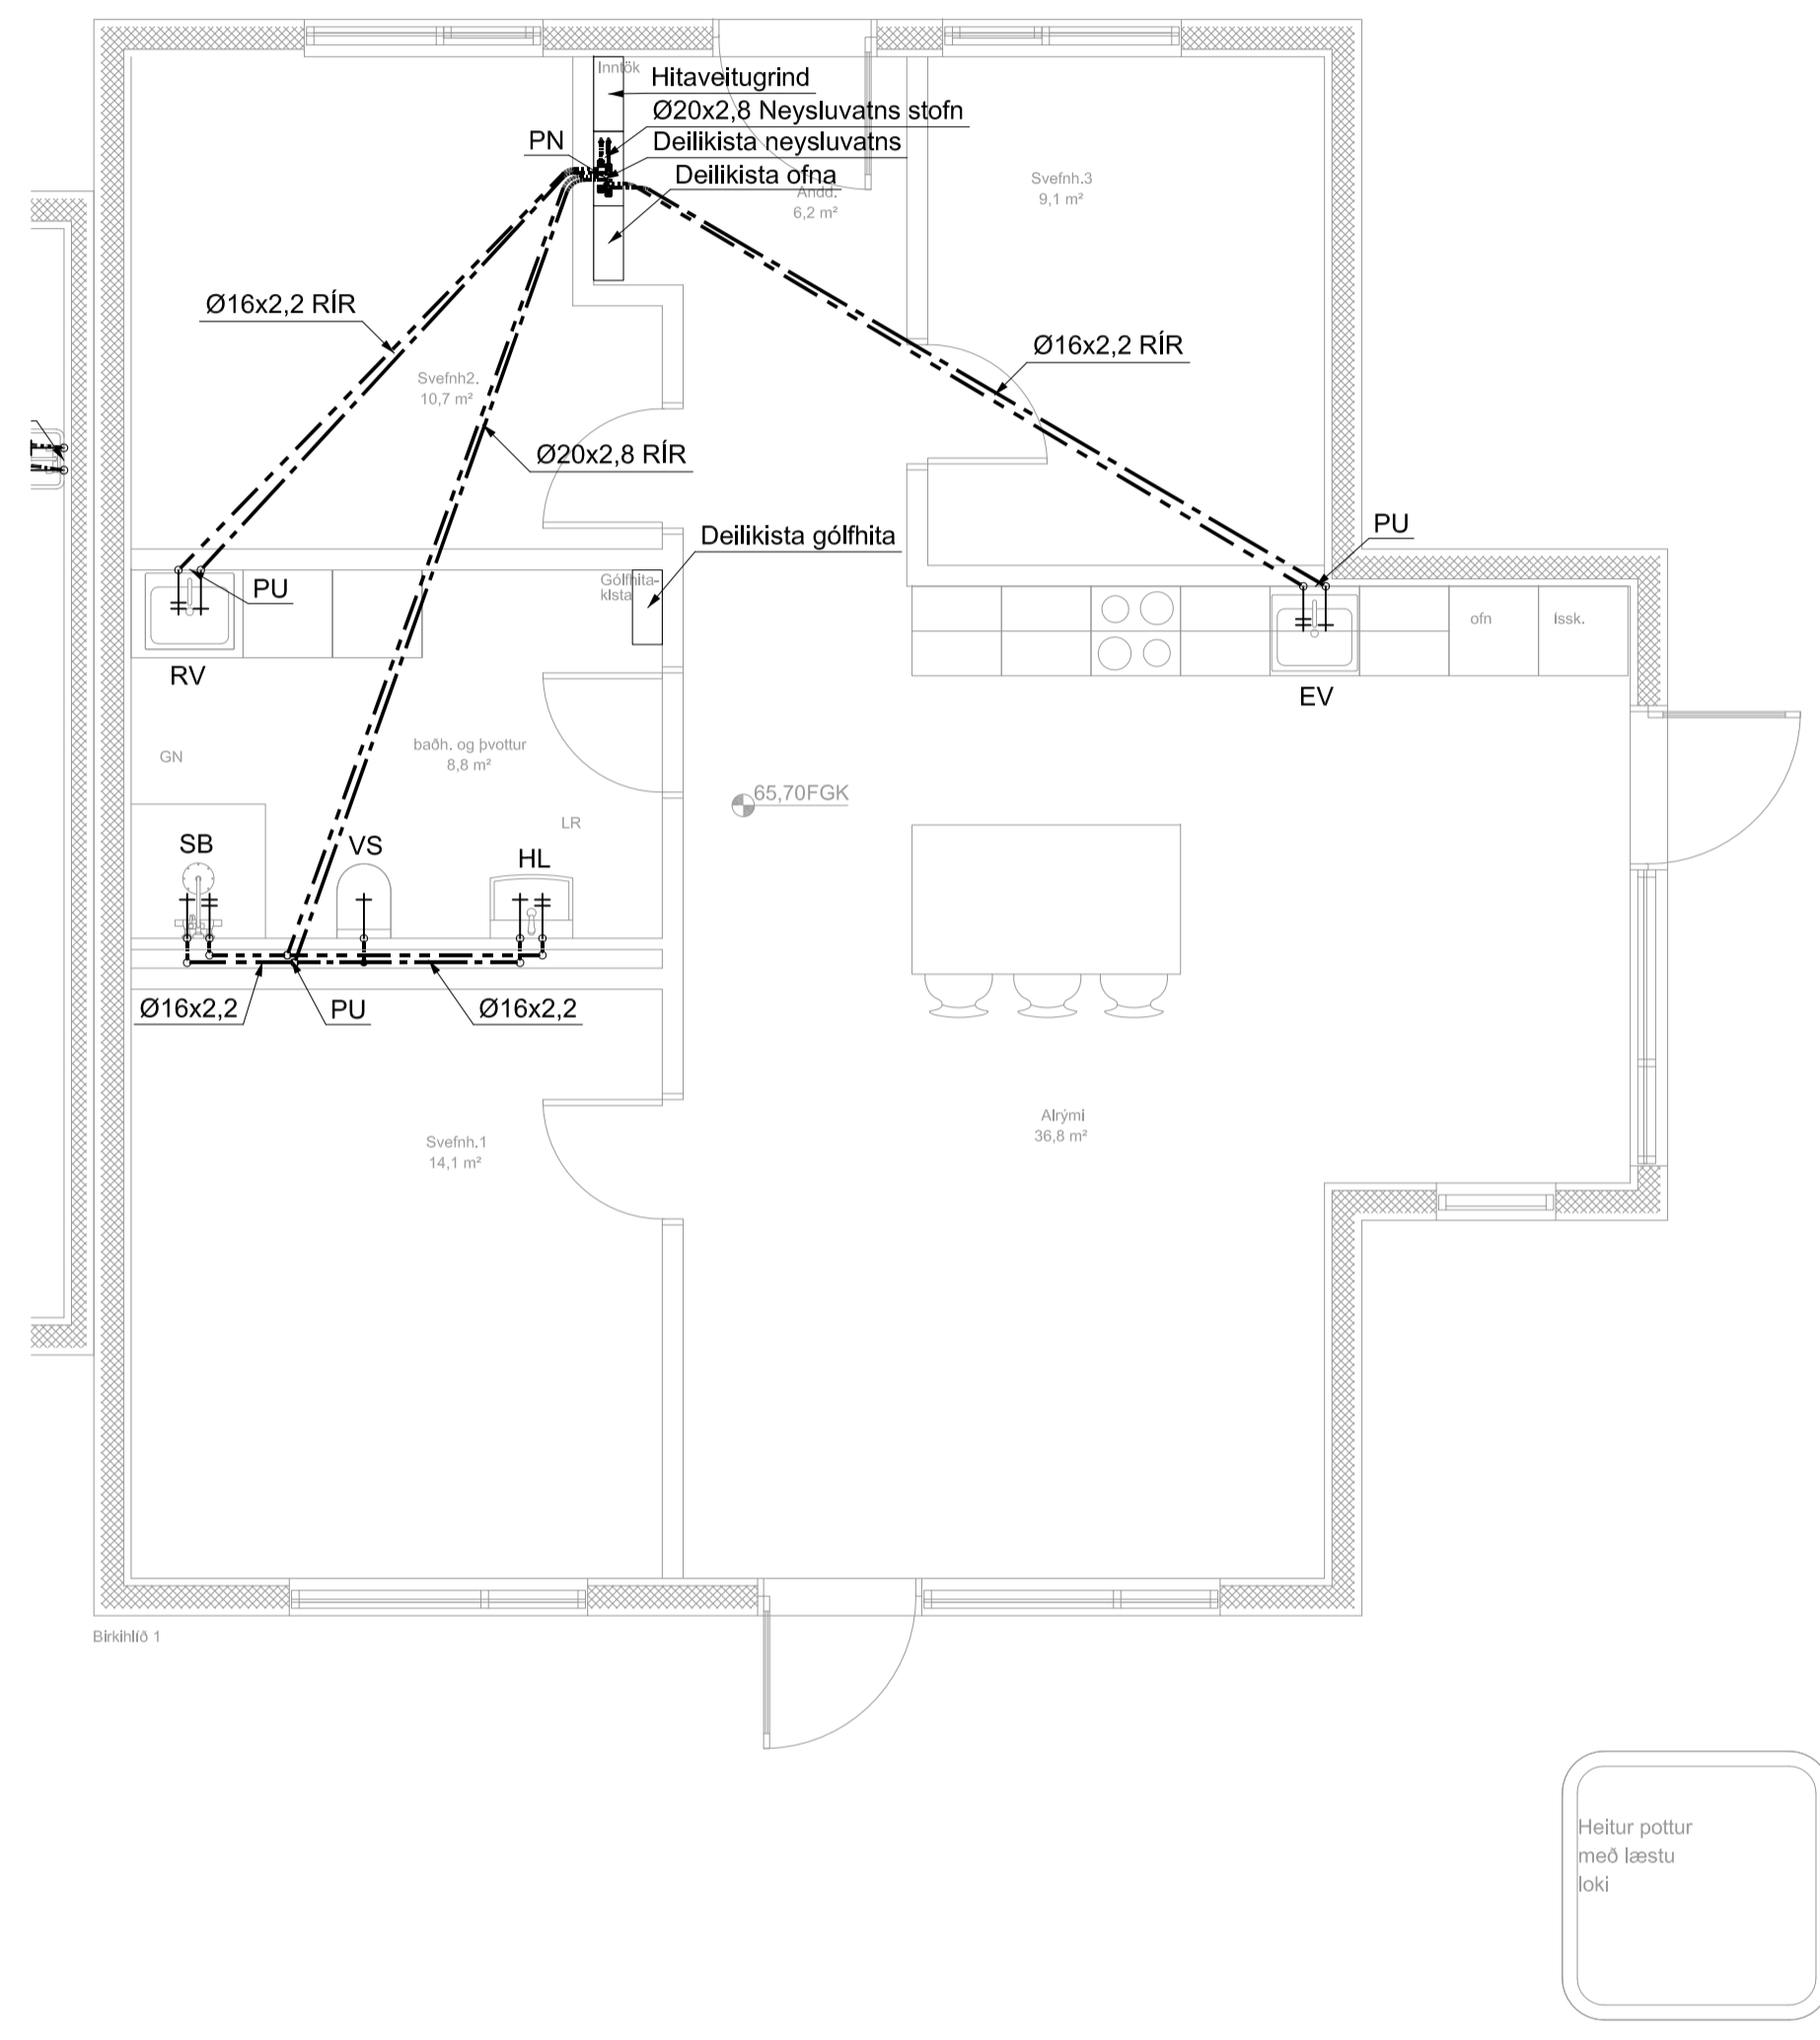 Inntök
Hitaveitugrind
Ø20x2,8 Neysluvatns stofn
PN
Deilikista neysluvatns
Deilikista ofna
Andd.
6,2 m²
Svefnh.3
9,1 m²
Ø16x2,2 RÍR
Ø16x2,2 RÍR
Svefnh2.
10,7 m²
Ø20x2,8 RÍR
PU
Deilikista gólfhita
PU
Gólfhita-
kista
ofn
Íssk.
RV
EV
GN
baðh. og þvottur
8,8 m²
65,70FGK
LR
SB
VS
HL
Ø16x2,2
PU
Ø16x2,2
Alrými
36,8 m²
Svefnh.1
14,1 m²
Birkihlíð 1
Heitur pottur
með læstu
loki